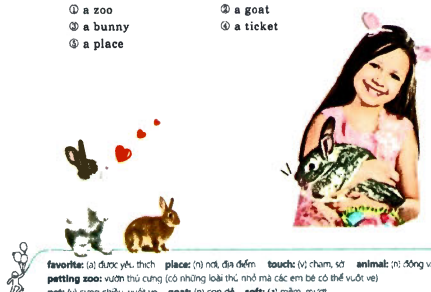 ① a zoo ② a goat
③ a bunny ④ a ticket
⑤ a place
favorite: (a) được yêu thích place: (n) nơi, địa điểm touch: (v) chạm, sờ animal: (n) động v
petting zoo: vườn thú cưng (có những loài thú nhỏ mà các em bé có thể vuốt ve)